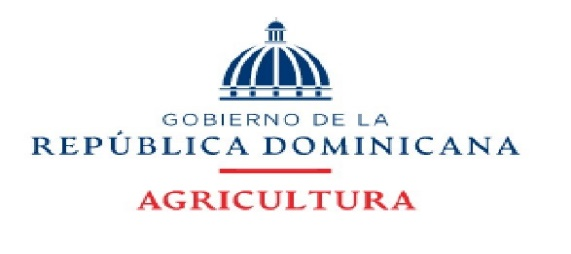 GOBIERNO DE LA
REPÚBLICA DOMINICANA
AGRICULTURA